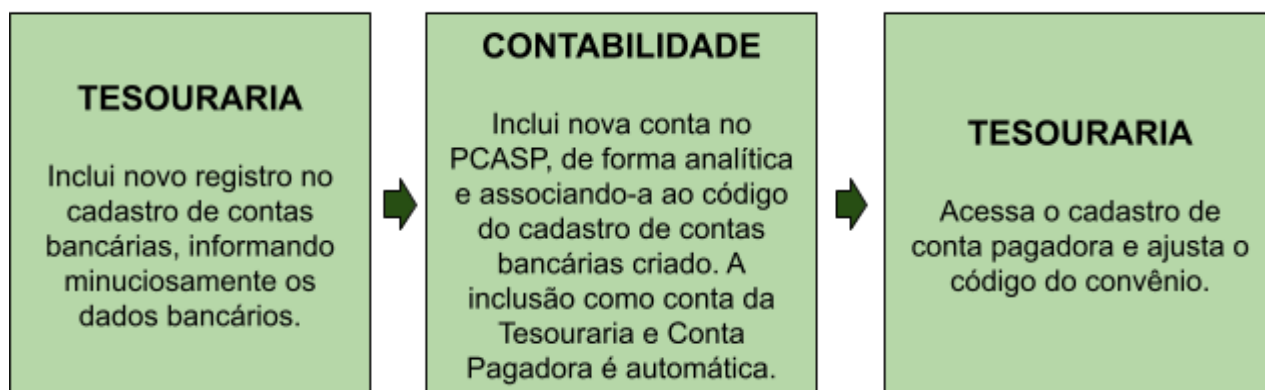 TESOURARIA
Inclui novo registro no
cadastro de contas
bancárias, informando
minuciosamente os
dados bancários.
CONTABILIDADE
Inclui nova conta no
PCASP, de forma analítica
e associando-a ao código
do cadastro de contas
bancárias criado. A
inclusão como conta da
Tesouraria e Conta
Pagadora é automática.
TESOURARIA
Acessa o cadastro de
conta pagadora e ajusta o
código do convênio.